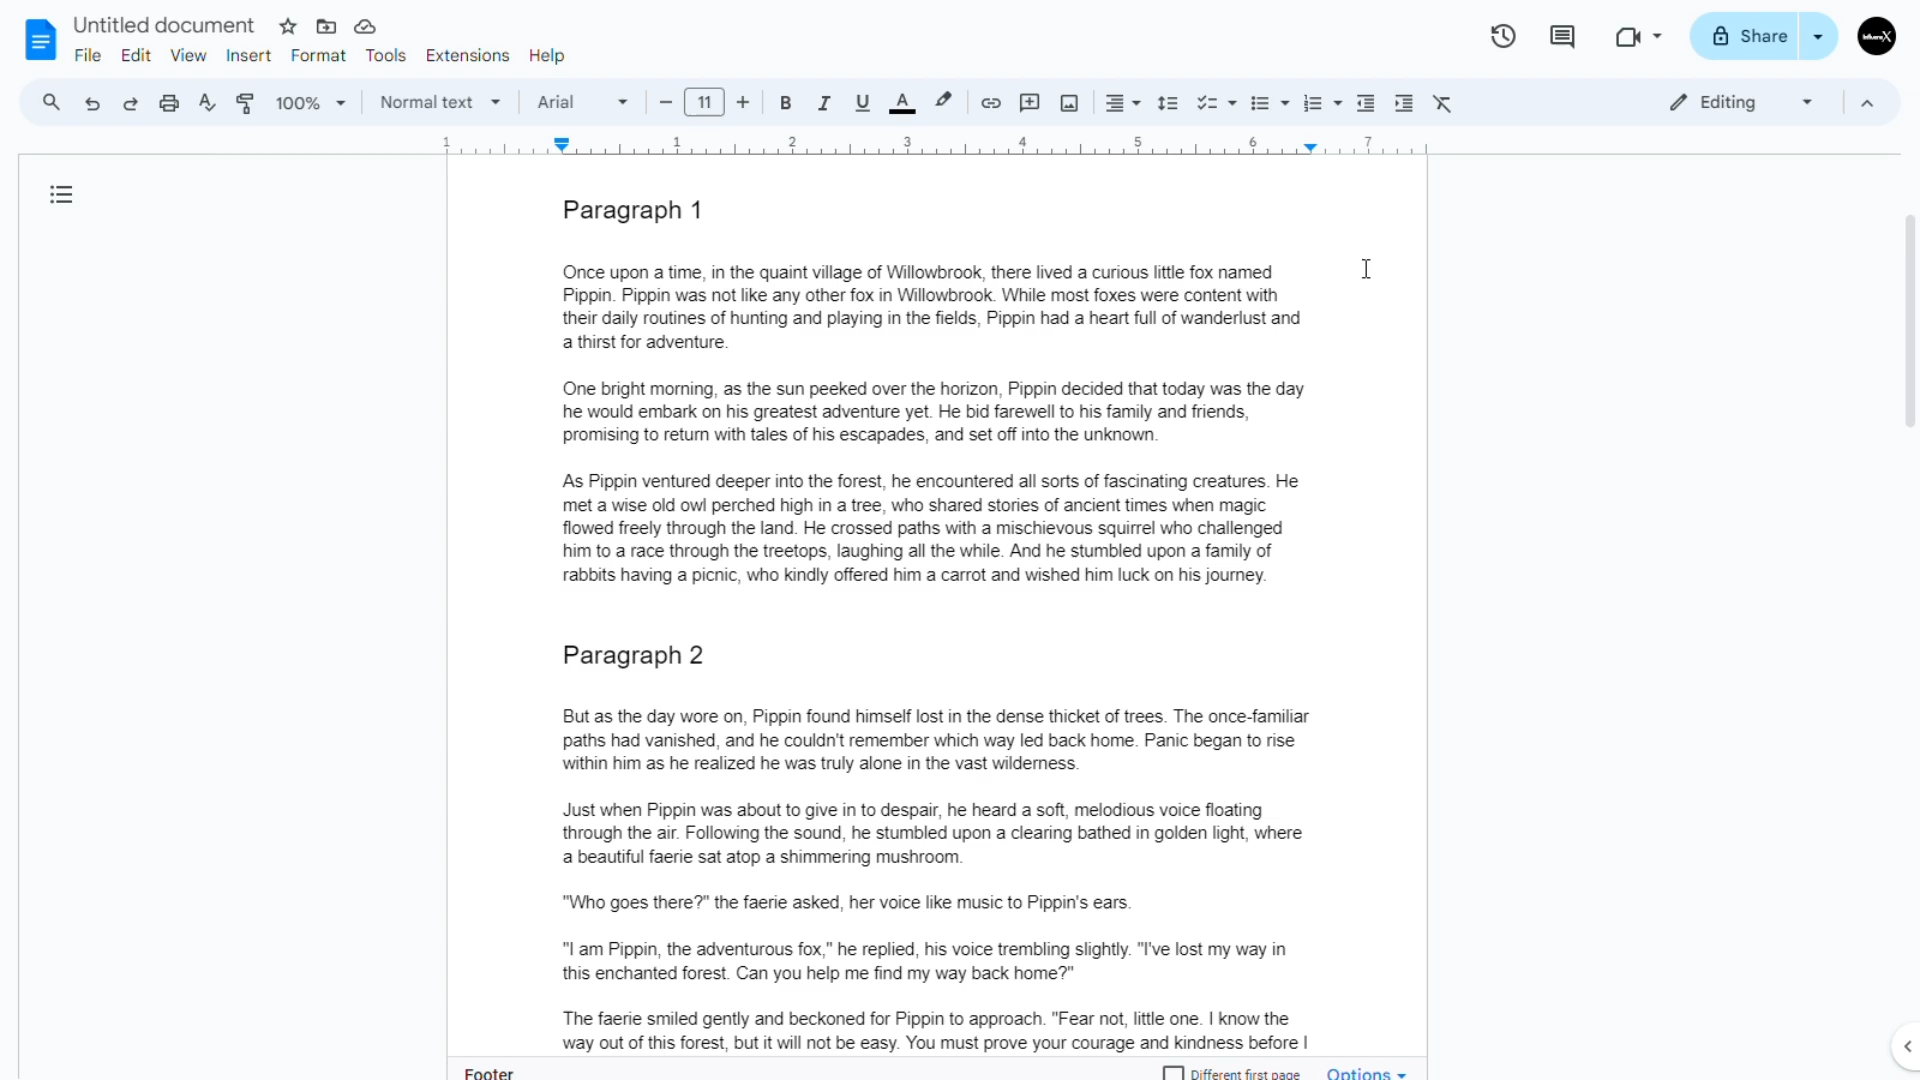 Untitled document
File Edit View Insert Format Tools Extensions Help
Share
100% Normal text Arial 11 Editing
1 1 2 3 4 5 6 7
Paragraph 1
Once upon a time, in the quaint village of Willowbrook, there lived a curious little fox named
Pippin. Pippin was not like any other fox in Willowbrook. While most foxes were content with
their daily routines of hunting and playing in the fields, Pippin had a heart full of wanderlust and
a thirst for adventure.
One bright morning, as the sun peeked over the horizon, Pippin decided that today was the day
he would embark on his greatest adventure yet. He bid farewell to his family and friends,
promising to return with tales of his escapades, and set off into the unknown.
As Pippin ventured deeper into the forest, he encountered all sorts of fascinating creatures. He
met a wise old owl perched high in a tree, who shared stories of ancient times when magic
flowed freely through the land. He crossed paths with a mischievous squirrel who challenged
him to a race through the treetops, laughing all the while. And he stumbled upon a family of
rabbits having a picnic, who kindly offered him a carrot and wished him luck on his journey.
Paragraph 2
But as the day wore on, Pippin found himself lost in the dense thicket of trees. The once-familiar
paths had vanished, and he couldn't remember which way led back home. Panic began to rise
within him as he realized he was truly alone in the vast wilderness.
Just when Pippin was about to give in to despair, he heard a soft, melodious voice floating
through the air. Following the sound, he stumbled upon a clearing bathed in golden light, where
a beautiful faerie sat atop a shimmering mushroom.
"Who goes there?" the faerie asked, her voice like music to Pippin's ears.
"I am Pippin, the adventurous fox," he replied, his voice trembling slightly. "I've lost my way in
this enchanted forest. Can you help me find my way back home?"
The faerie smiled gently and beckoned for Pippin to approach. "Fear not, little one. I know the
way out of this forest, but it will not be easy. You must prove your courage and kindness before I
Footer Different first page Options